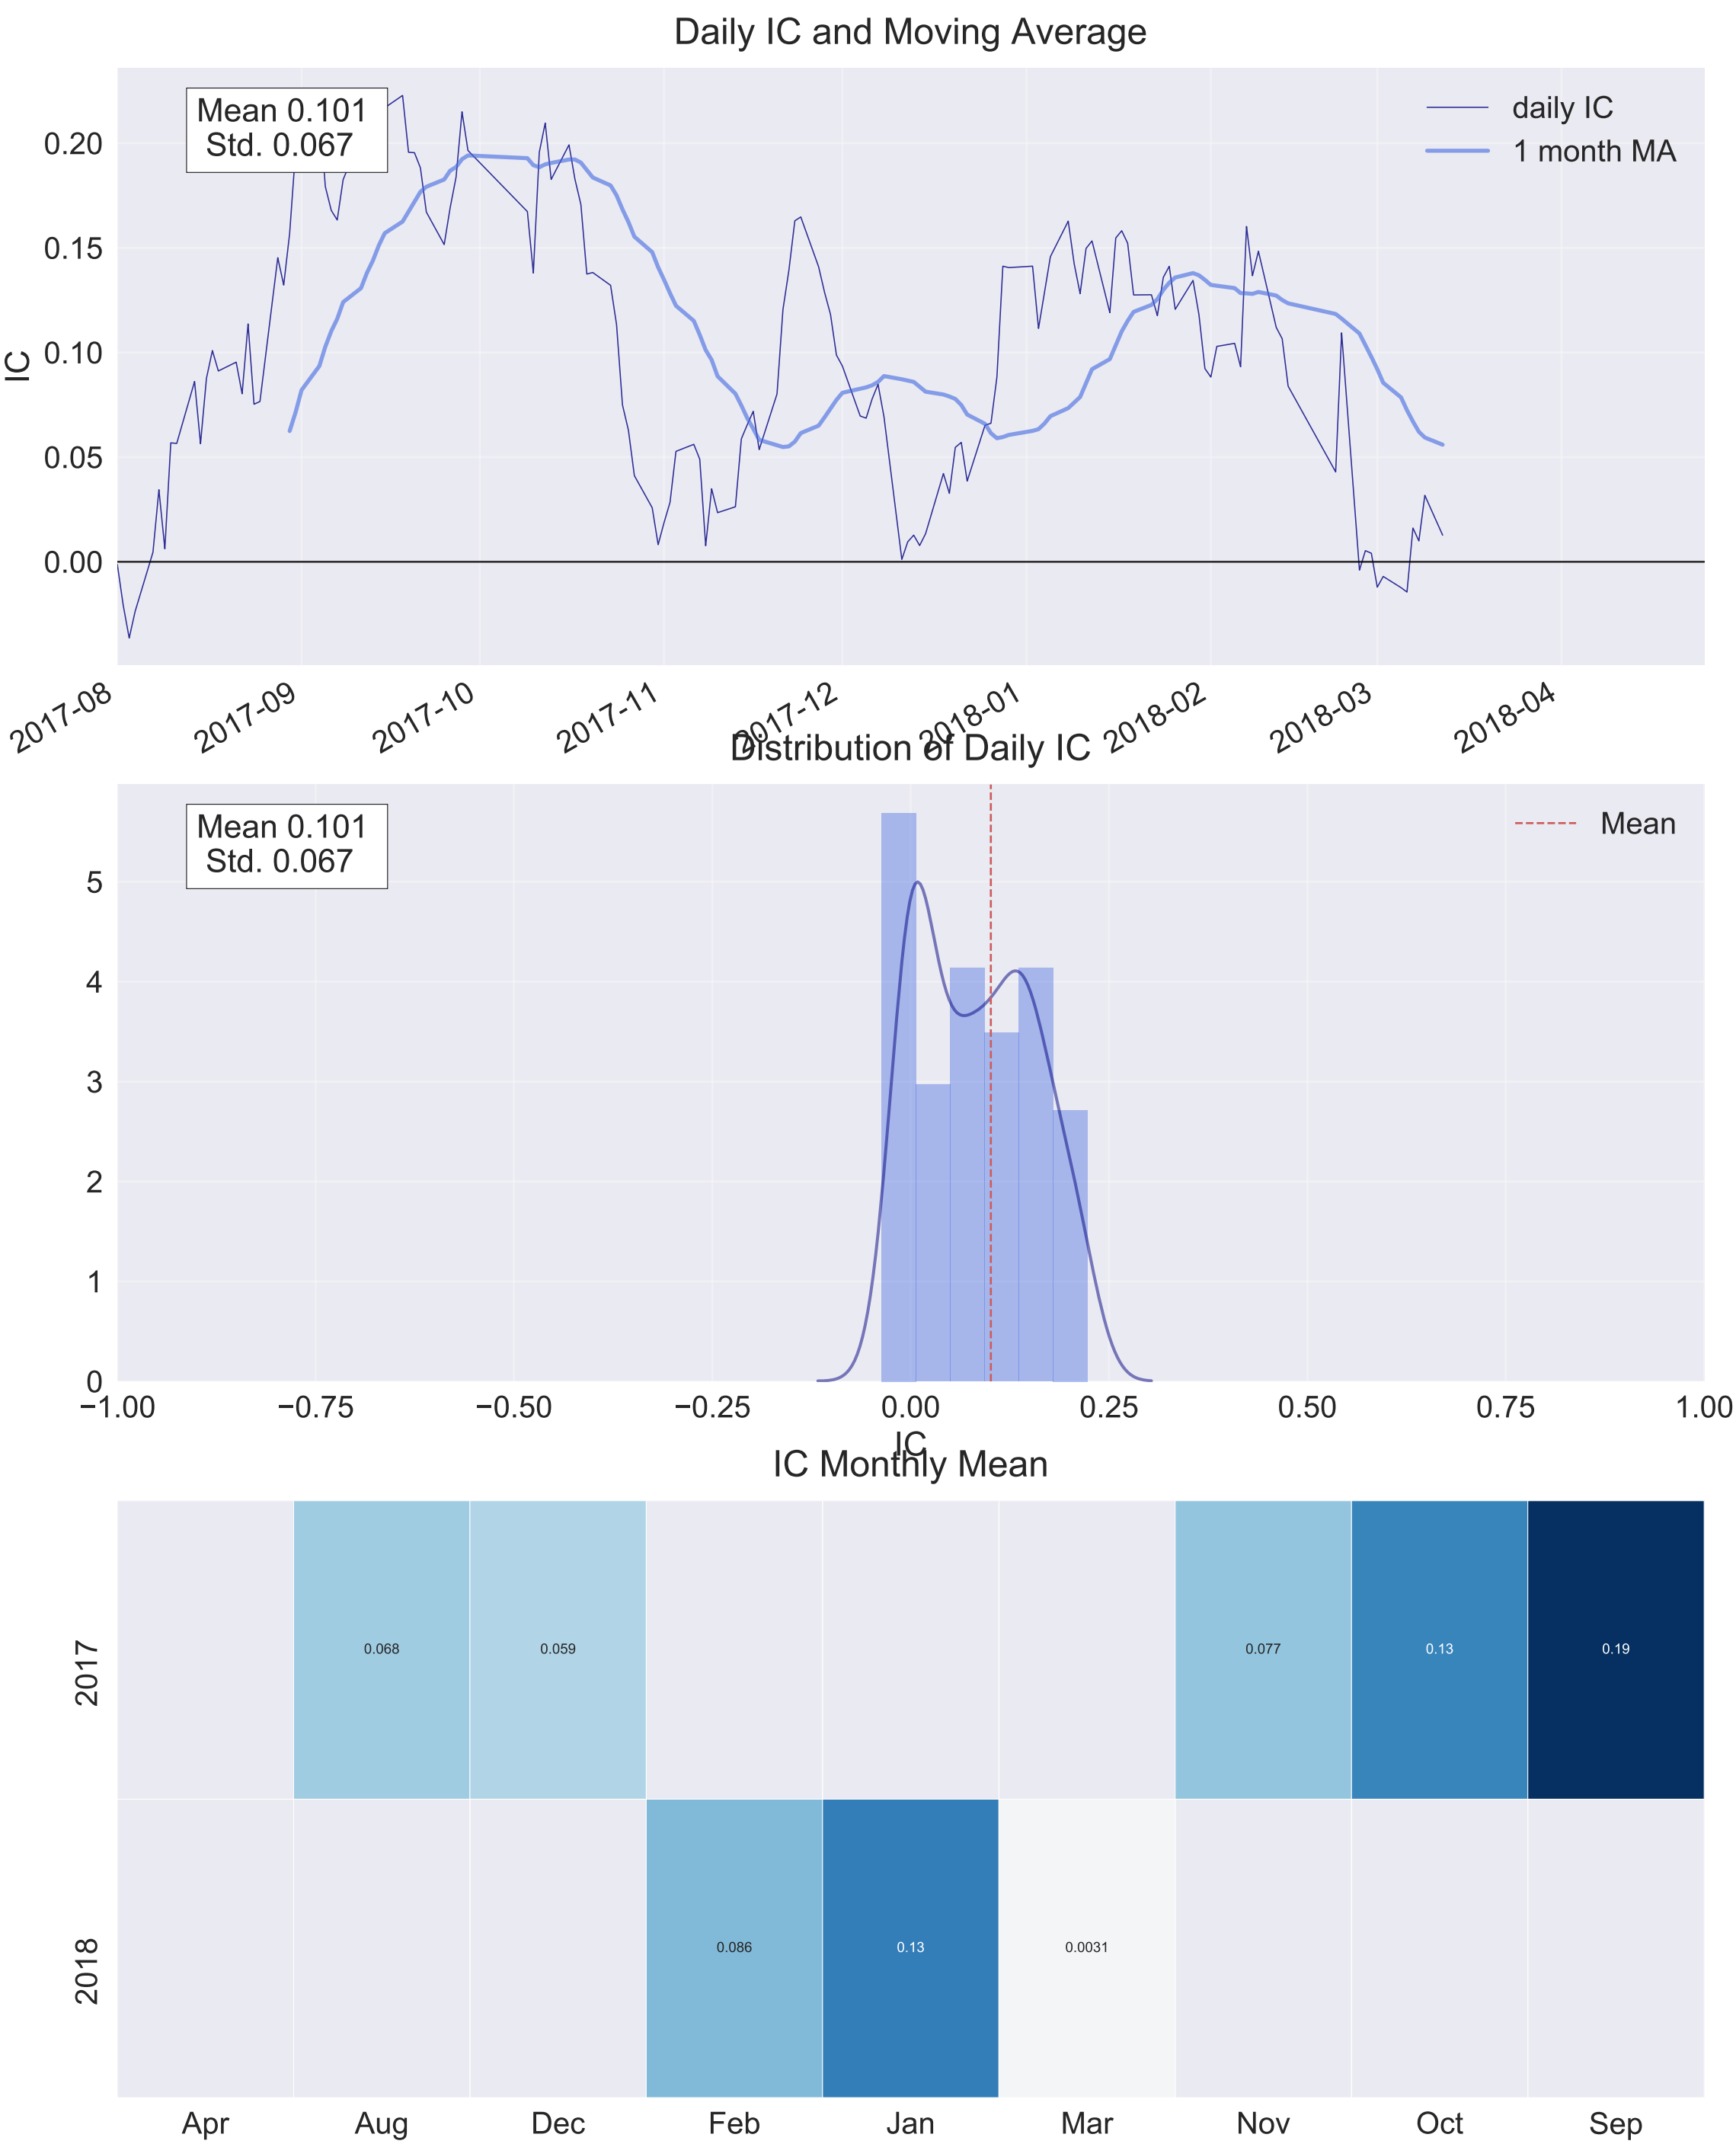 Daily IC and Moving Average
Mean 0.101
Std. 0.067
daily IC
1 month MA
IC
0.20
0.15
0.10
0.05
0.00
2017-08 2017-09 2017-10 2017-11 2017-12 2018-01 2018-02 2018-03 2018-04
Distribution of Daily IC
Mean 0.101
Std. 0.067
Mean
5
4
3
2
1
0
−1.00 −0.75 −0.50 −0.25 0.00 0.25 0.50 0.75 1.00
IC
IC Monthly Mean
2017
0.068 0.059 0.077 0.13 0.19
2018
0.086 0.13 0.0031
Apr Aug Dec Feb Jan Mar Nov Oct Sep